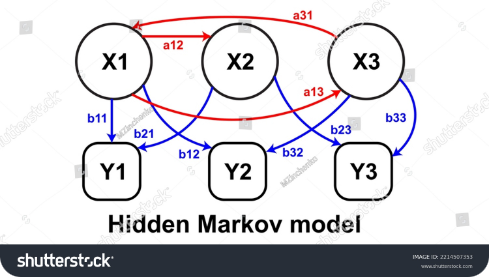 a31
X1
a12
X2
X3
a13
b11
b21
b12
b32
b23
b33
Y1
Y2
Y3
Hidden Markov model
shutterstock
IMAGE ID: 2214507353
www.shutterstock.com